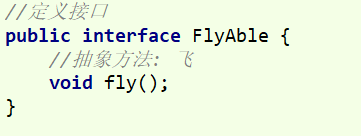 //定义接口
public interface FlyAble {
    //抽象方法: 飞
    void fly();
}